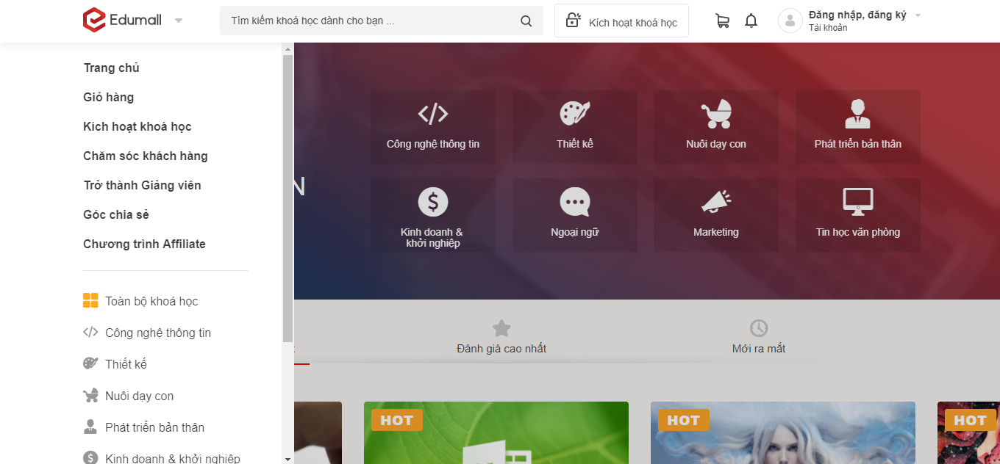 Edumall
Tìm kiếm khoá học dành cho bạn ...
Kích hoạt khoá học
Đăng nhập, đăng ký
Tài khoản
Trang chủ
Giỏ hàng
Kích hoạt khoá học
Chăm sóc khách hàng
Trở thành Giảng viên
Góc chia sẻ
Chương trình Affiliate
Toàn bộ khoá học
Công nghệ thông tin
Thiết kế
Nuôi dạy con
Phát triển bản thân
Kinh doanh & khởi nghiệp
N
Công nghệ thông tin
Thiết kế
Nuôi dạy con
Phát triển bản thân
Kinh doanh &
khởi nghiệp
Ngoại ngữ
Marketing
Tin học văn phòng
Đánh giá cao nhất
Mới ra mắt
HOT
HOT
HOT